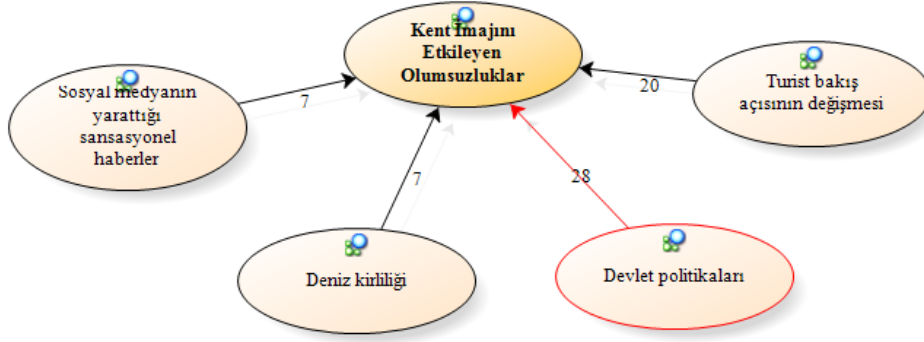 Kent İmajını
Etkileyen
Olumsuzluklar
Sosyal medyanın
yarattığı
sansasyonel
haberler
7
20
Turist bakış
açısının değişmesi
7
28
Deniz kirliliği
Devlet politikaları